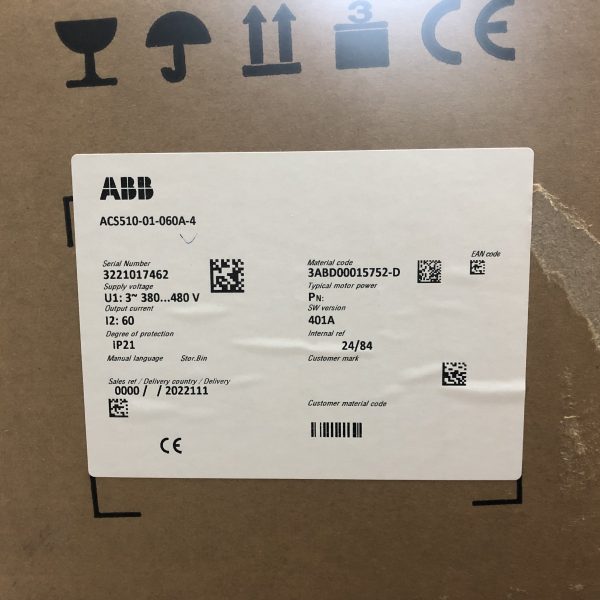 3
CE
ABB
ACS510-01-060A-4
Serial Number
3221017462
Supply voltage
U1: 3~ 380...480 V
Output current
I2: 60
Degree of protection
iP21
Manual language Stor.Bin
Sales ref / Delivery country / Delivery
0000 / / 2022111
CE
Material code
3ABD00015752-D
EAN code
Typical motor power
PN:
SW version
401A
Internal ref
24/84
Customer mark
Customer material code